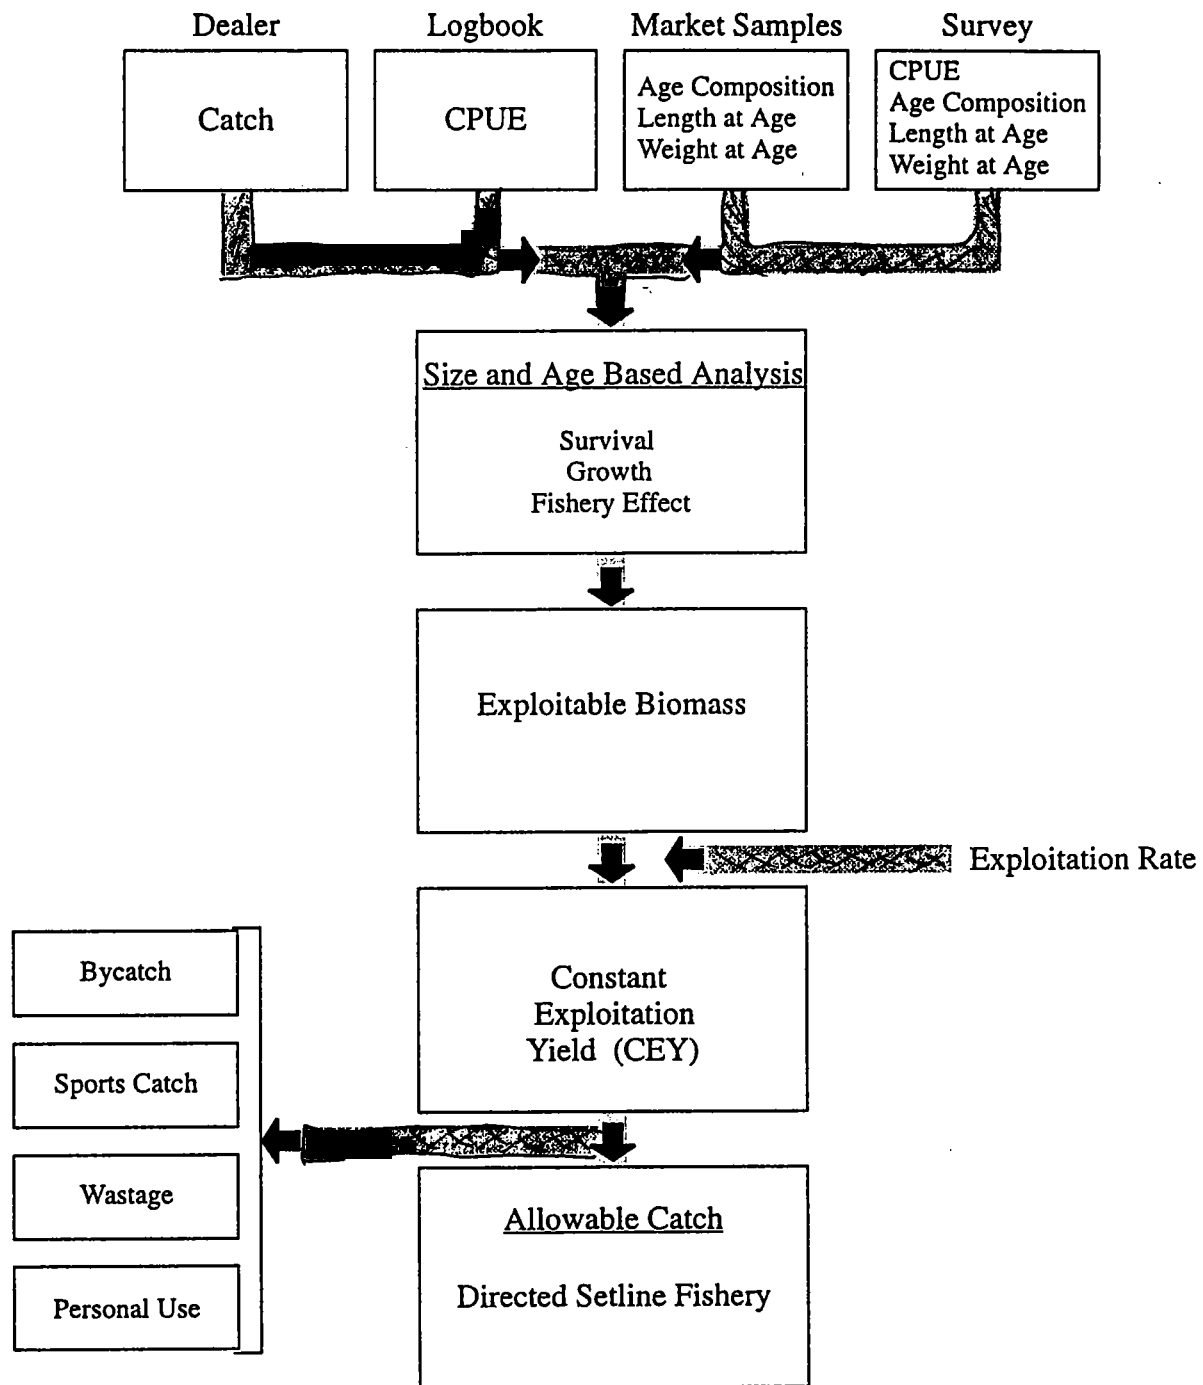 Dealer
Logbook
Market Samples
Survey
Catch
CPUE
Age Composition
Length at Age
Weight at Age
CPUE
Age Composition
Length at Age
Weight at Age
Size and Age Based Analysis
Survival
Growth
Fishery Effect
Exploitable Biomass
Exploitation Rate
Constant
Exploitation
Yield (CEY)
Bycatch
Sports Catch
Wastage
Personal Use
Allowable Catch
Directed Setline Fishery